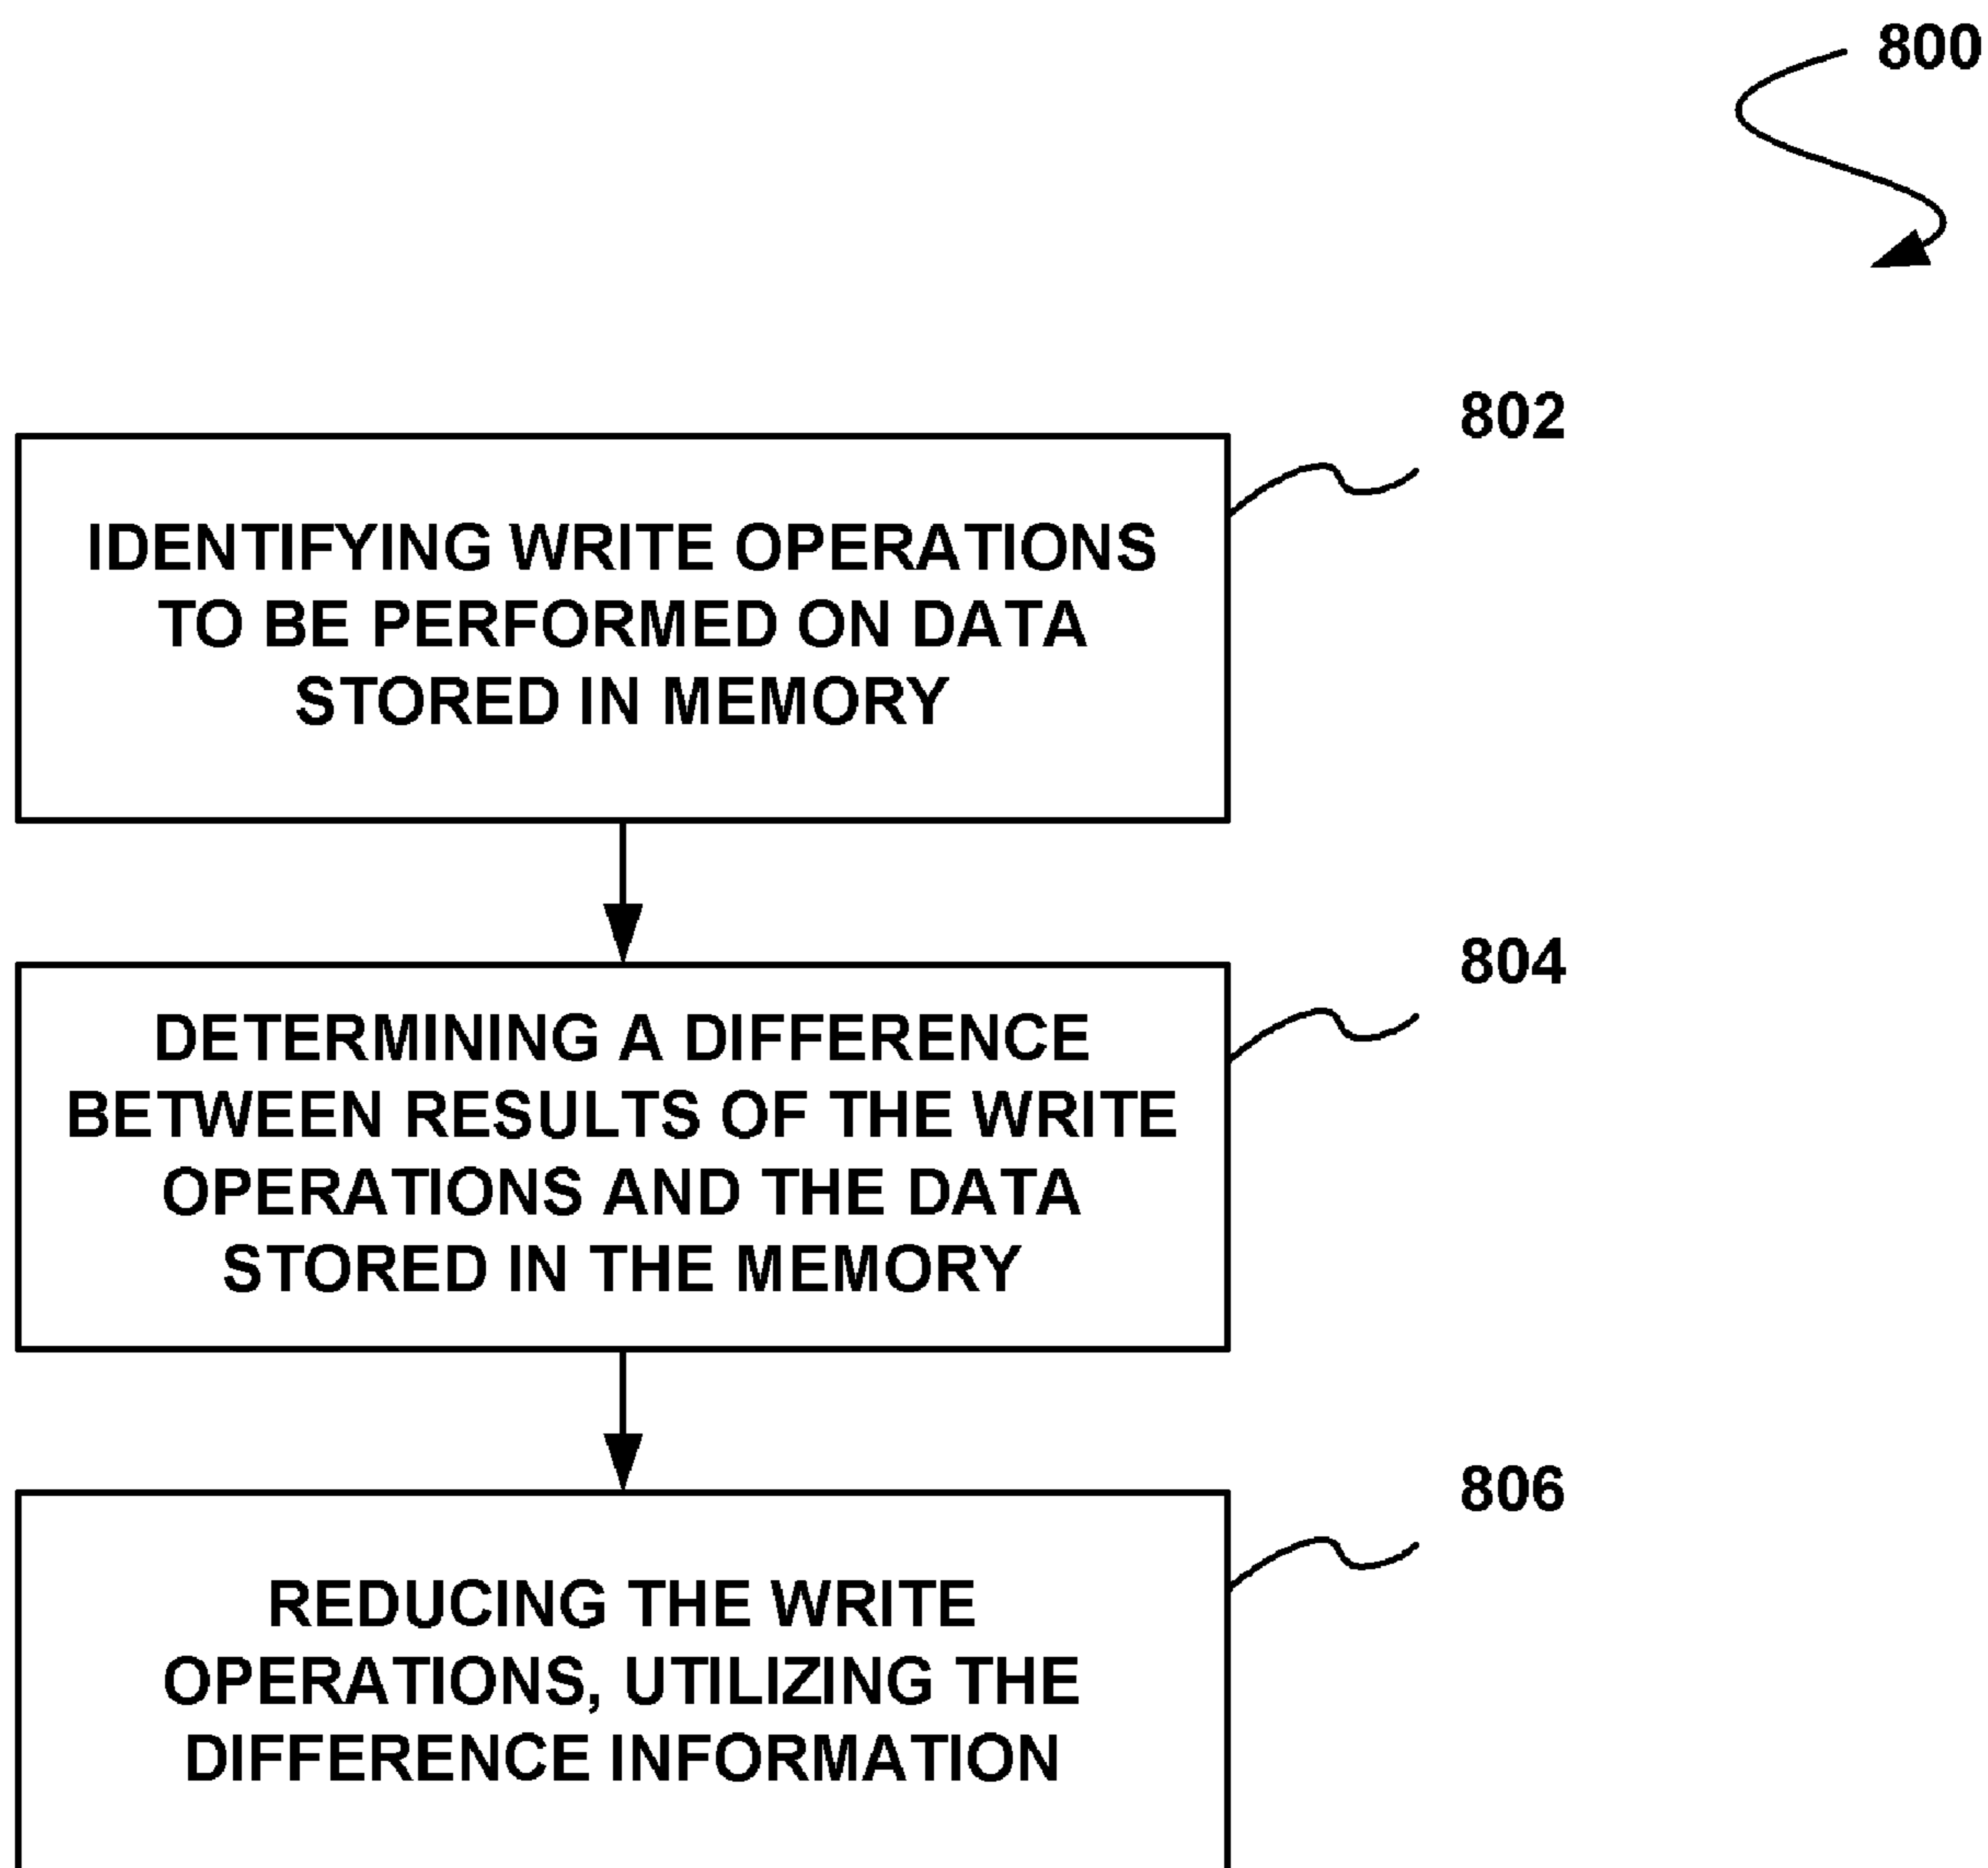 800
802
IDENTIFYING WRITE OPERATIONS
TO BE PERFORMED ON DATA
STORED IN MEMORY
804
DETERMINING A DIFFERENCE
BETWEEN RESULTS OF THE WRITE
OPERATIONS AND THE DATA
STORED IN THE MEMORY
806
REDUCING THE WRITE
OPERATIONS, UTILIZING THE
DIFFERENCE INFORMATION